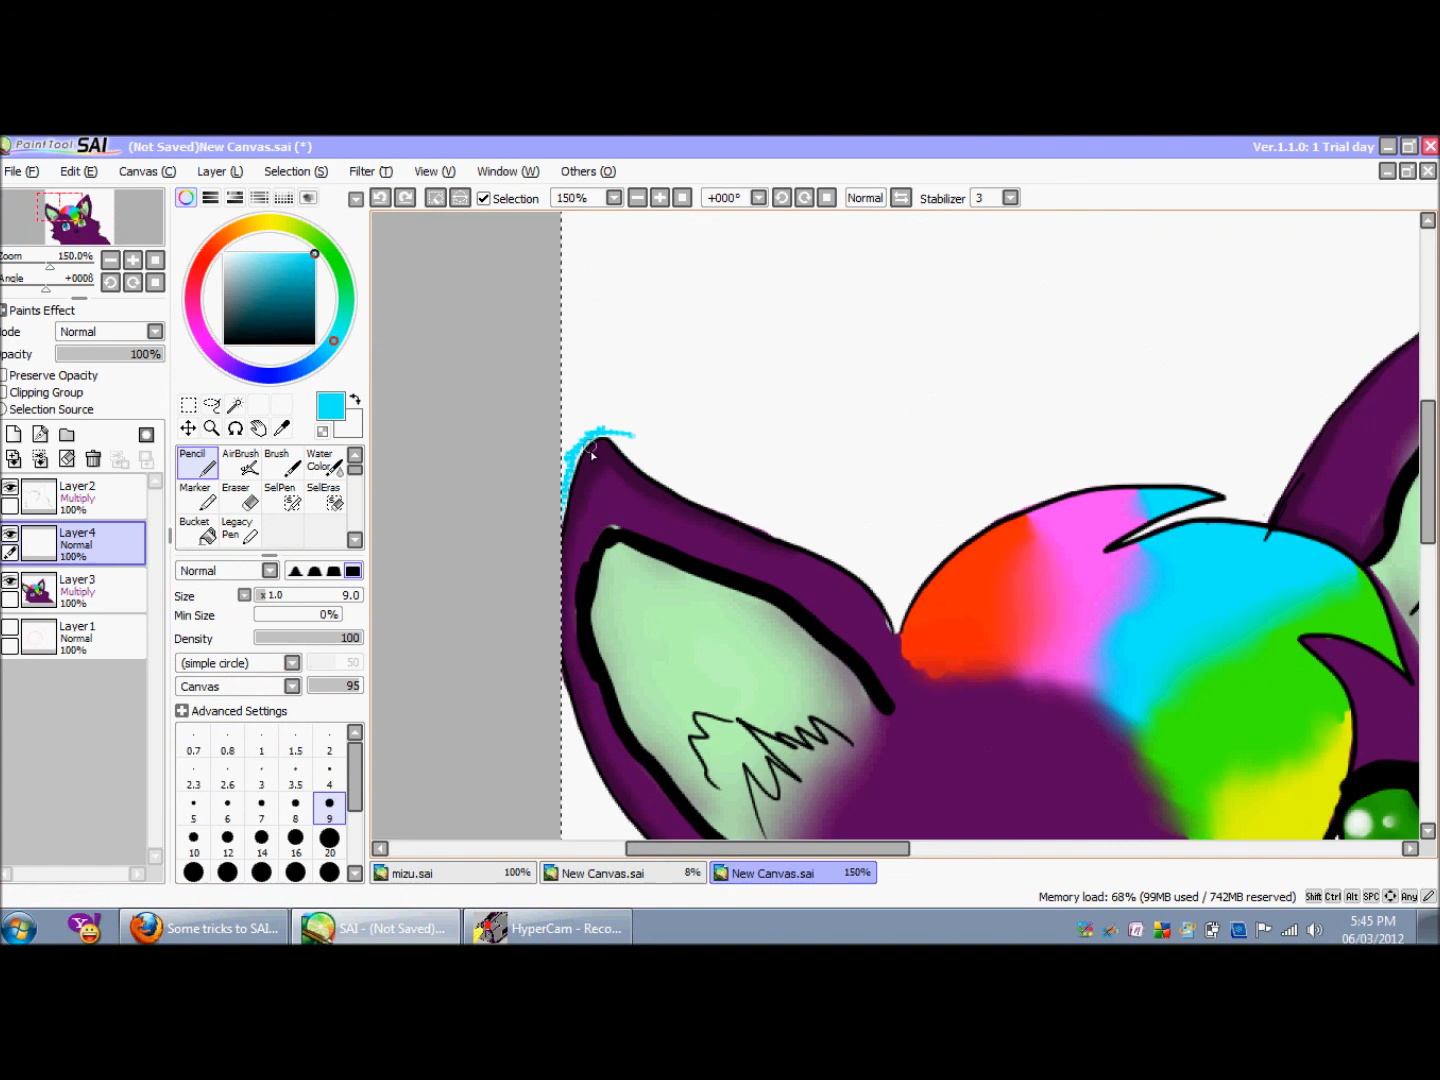 PaintTool SAI (Not Saved)New Canvas.sai (*) Ver.1.1.0: 1 Trial day
File (F) Edit (E) Canvas (C) Layer (L) Selection (S) Filter (T) View (V) Window (W) Others (O)
Selection 150% +000° Normal Stabilizer 3
Zoom 150.0%
Angle +000ß
Paints Effect
Mode Normal
Opacity 100%
Preserve Opacity
Clipping Group
Selection Source
Layer2
Multiply
100%
Layer4
Normal
100%
Layer3
Multiply
100%
Layer1
Normal
100%
Pencil AirBrush Brush Water Color
Marker Eraser SelPen SelEras
Bucket Legacy Pen
Normal
Size x 1.0 9.0
Min Size 0%
Density 100
(simple circle) 50
Canvas 95
Advanced Settings
0.7 0.8 1 1.5 2
2.3 2.6 3 3.5 4
5 6 7 8 9
10 12 14 16 20
mizu.sai 100% New Canvas.sai 8% New Canvas.sai 150%
Memory load: 68% (99MB used / 742MB reserved) Shift Ctrl Alt SPC Any
Some tricks to SAI... SAI - (Not Saved)... HyperCam - Reco...
5:45 PM
06/03/2012